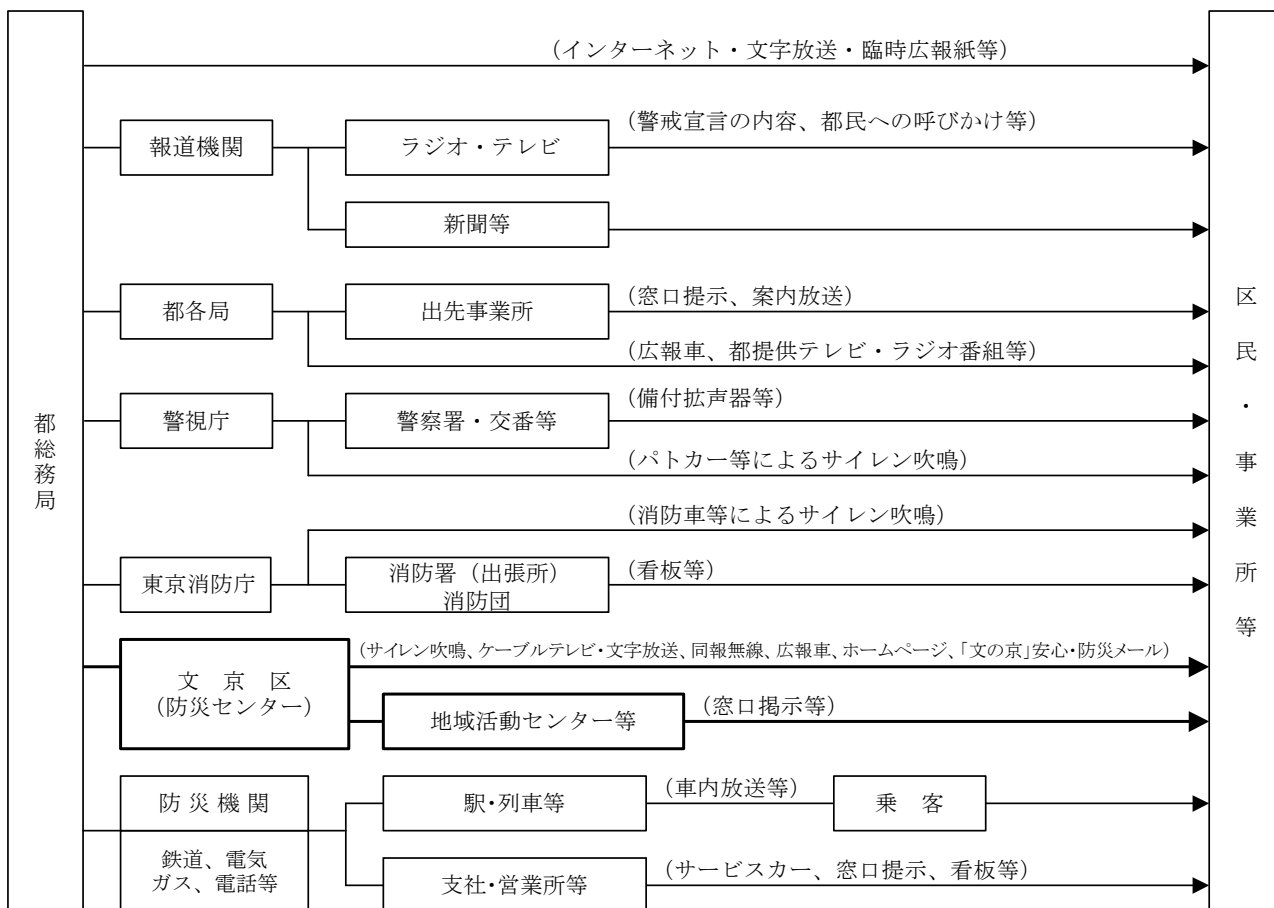 都総務局
(インターネット・文字放送・臨時広報紙等)
報道機関
ラジオ・テレビ
(警戒宣言の内容、都民への呼びかけ等)
新聞等
都各局
出先事業所
(窓口提示、案内放送)
(広報車、都提供テレビ・ラジオ番組等)
警視庁
警察署・交番等
(備付拡声器等)
(パトカー等によるサイレン吹鳴)
(消防車等によるサイレン吹鳴)
東京消防庁
消防署(出張所)
消防団
(看板等)
文京区
(防災センター)
(サイレン吹鳴、ケーブルテレビ・文字放送、同報無線、広報車、ホームページ、「文の京」安心・防災メール)
地域活動センター等
(窓口掲示等)
防災機関
鉄道、電気
ガス、電話等
駅・列車等
(車内放送等)
乗客
支社・営業所等
(サービスカー、窓口提示、看板等)
区民・事業所等